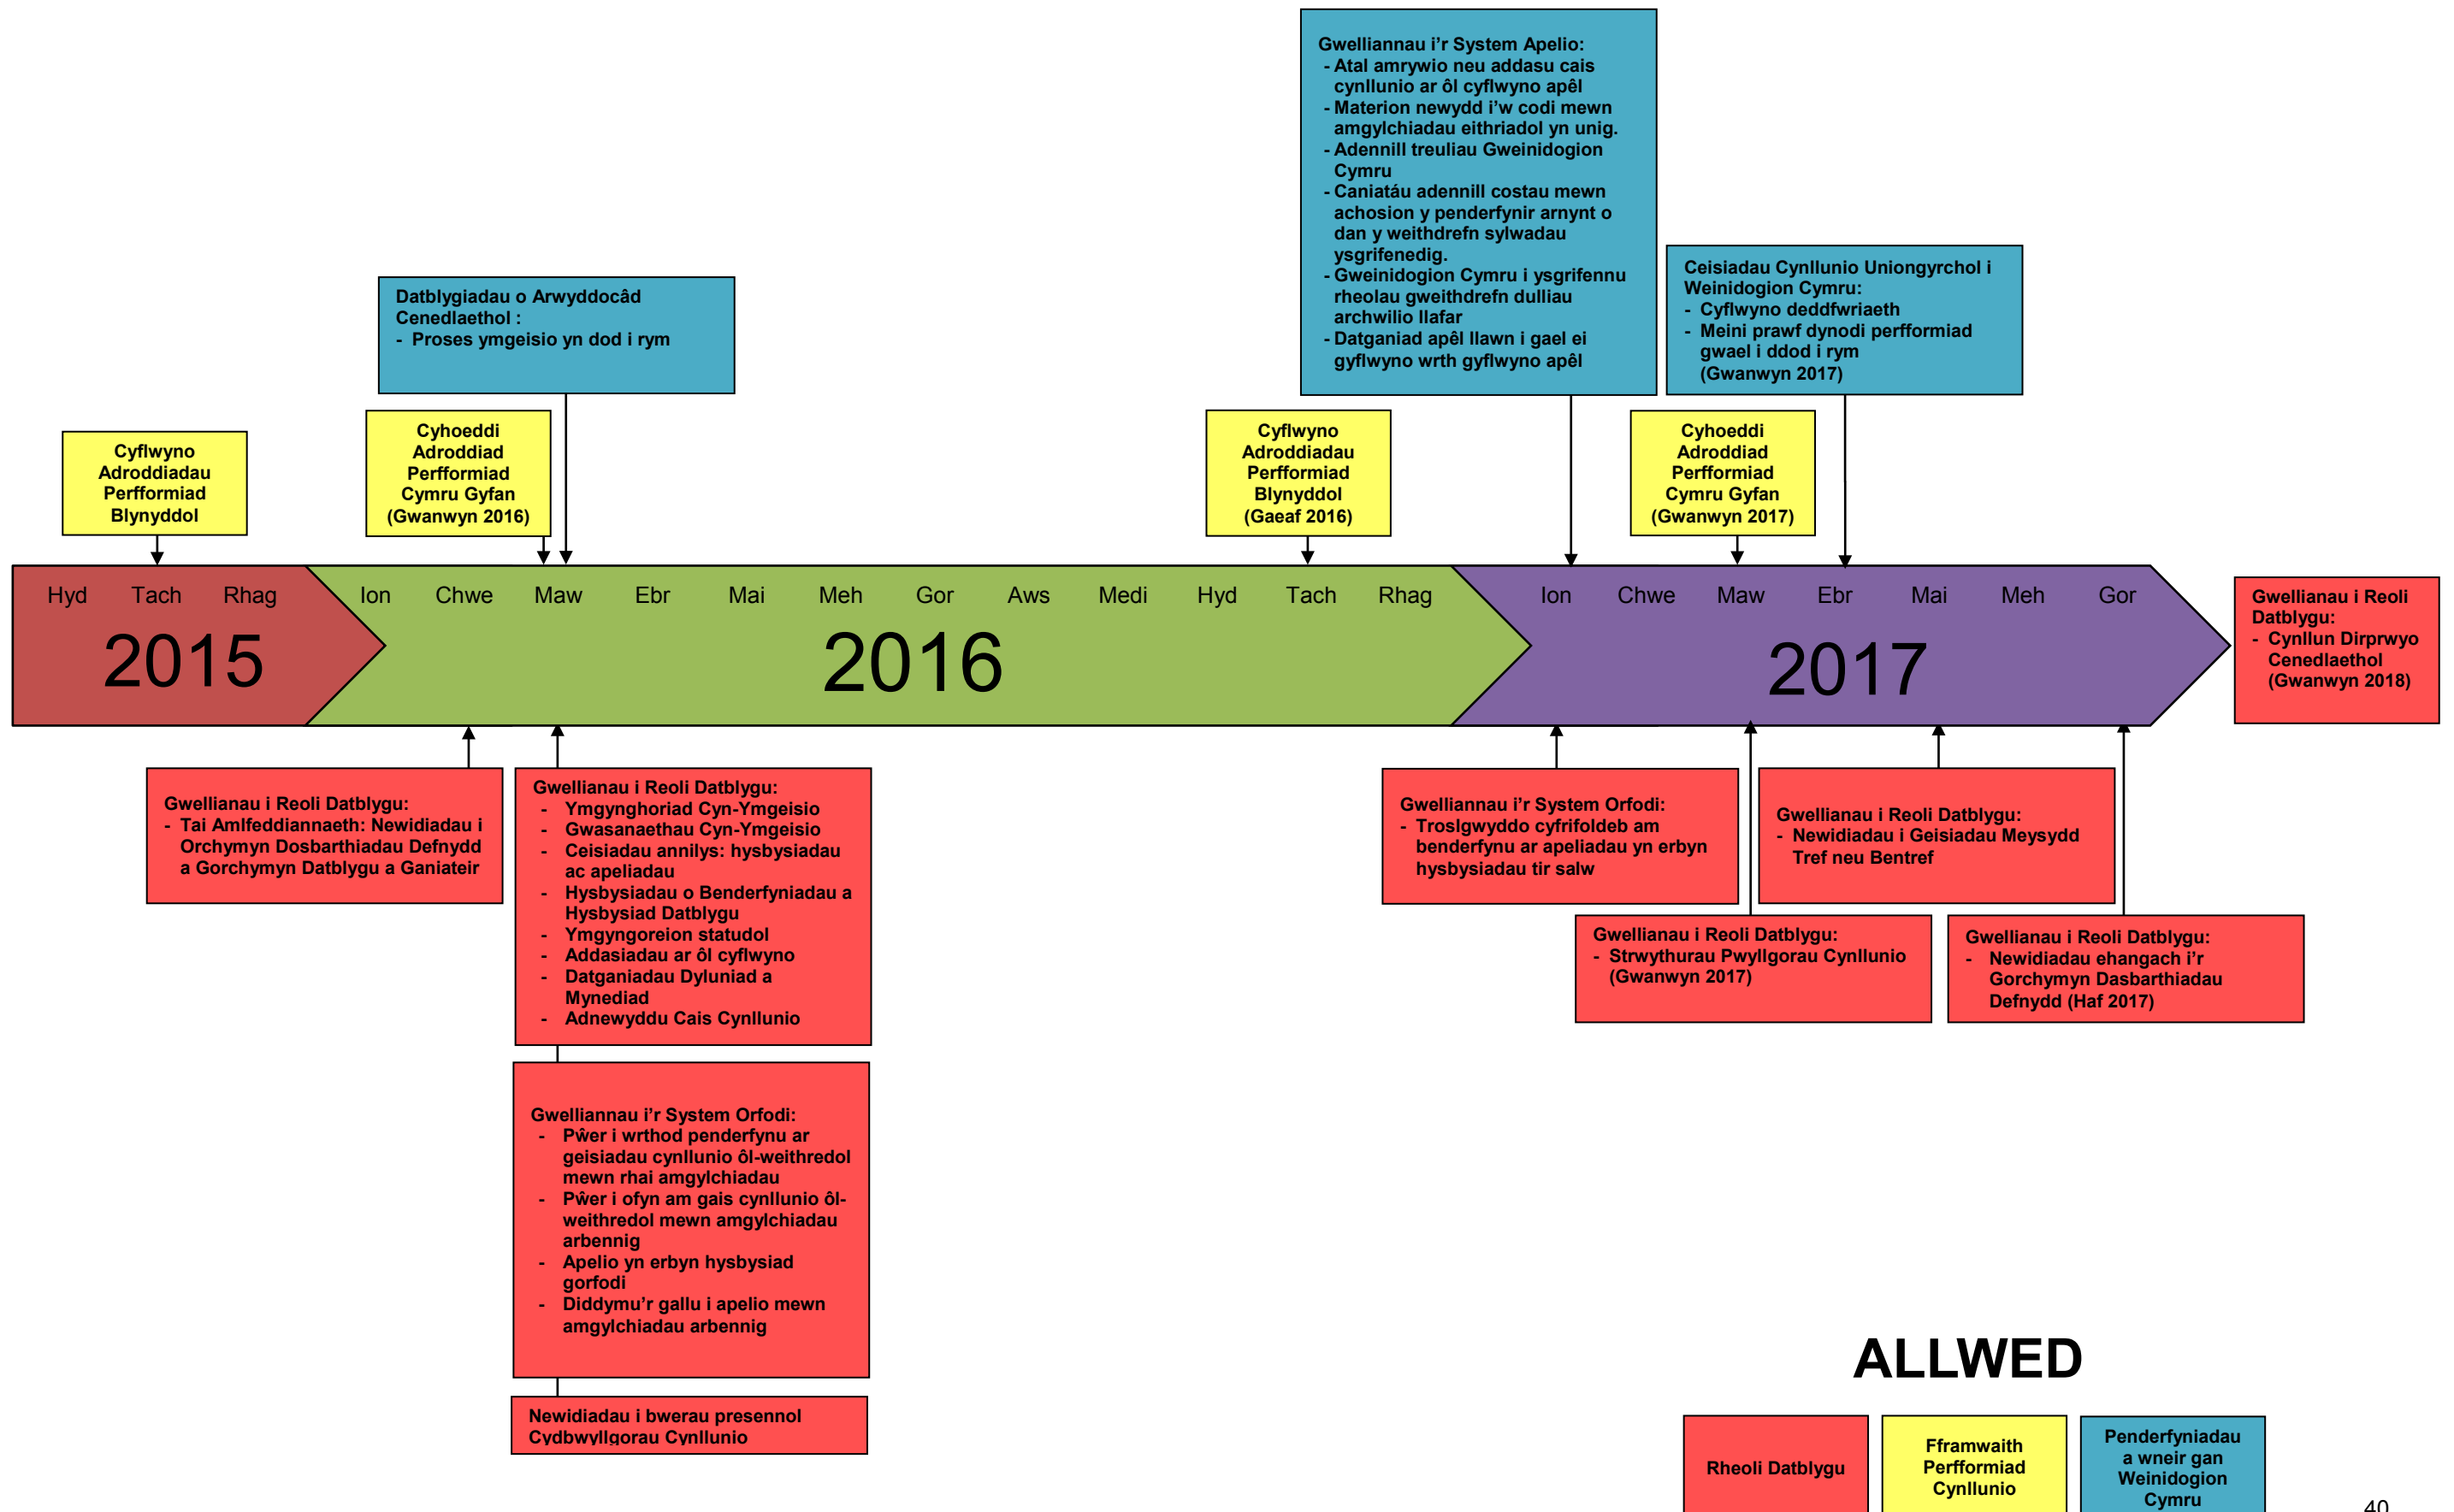 Gwelliannau i’r System Apelio:
- Atal amrywio neu addasu cais
cynllunio ar ôl cyflwyno apêl
- Materion newydd i’w codi mewn
amgylchiadau eithriadol yn unig.
- Adennill treuliau Gweinidogion
Cymru
- Caniatáu adennill costau mewn
achosion y penderfynir arnynt o
dan y weithdrefn sylwadau
ysgrifenedig.
- Gweinidogion Cymru i ysgrifennu
rheolau gweithdrefn dulliau
archwilio llafar
- Datganiad apêl llawn i gael ei
gyflwyno wrth gyflwyno apêl
Ceisiadau Cynllunio Uniongyrchol i
Weinidogion Cymru:
- Cyflwyno deddfwriaeth
- Meini prawf dynodi perfformiad
gwael i ddod i rym
(Gwanwyn 2017)
Datblygiadau o Arwyddocâd
Cenedlaethol :
- Proses ymgeisio yn dod i rym
Cyflwyno
Adroddiadau
Perfformiad
Blynyddol
Cyhoeddi
Adroddiad
Perfformiad
Cymru Gyfan
(Gwanwyn 2016)
Cyflwyno
Adroddiadau
Perfformiad
Blynyddol
(Gaeaf 2016)
Cyhoeddi
Adroddiad
Perfformiad
Cymru Gyfan
(Gwanwyn 2017)
Hyd Tach Rhag Ion Chwe Maw Ebr Mai Meh Gor Aws Medi Hyd Tach Rhag Ion Chwe Maw Ebr Mai Meh Gor
2015 2016 2017
Gwellianau i Reoli
Datblygu:
- Cynllun Dirprwyo
Cenedlaethol
(Gwanwyn 2018)
Gwellianau i Reoli Datblygu:
- Tai Amlfeddiannaeth: Newidiadau i
Orchymyn Dosbarthiadau Defnydd
a Gorchymyn Datblygu a Ganiateir
Gwellianau i Reoli Datblygu:
- Ymgynghoriad Cyn-Ymgeisio
- Gwasanaethau Cyn-Ymgeisio
- Ceisiadau annilys: hysbysiadau
ac apeliadau
- Hysbysiadau o Benderfyniadau a
Hysbysiad Datblygu
- Ymgyngoreion statudol
- Addasiadau ar ôl cyflwyno
- Datganiadau Dyluniad a
Mynediad
- Adnewyddu Cais Cynllunio
Gwelliannau i’r System Orfodi:
- Troslgwyddo cyfrifoldeb am
benderfynu ar apeliadau yn erbyn
hysbysiadau tir salw
Gwellianau i Reoli Datblygu:
- Newidiadau i Geisiadau Meysydd
Tref neu Bentref
Gwellianau i Reoli Datblygu:
- Strwythurau Pwyllgorau Cynllunio
(Gwanwyn 2017)
Gwellianau i Reoli Datblygu:
- Newidiadau ehangach i’r
Gorchymyn Dasbarthiadau
Defnydd (Haf 2017)
Gwelliannau i’r System Orfodi:
- Pŵer i wrthod penderfynu ar
geisiadau cynllunio ôl-weithredol
mewn rhai amgylchiadau
- Pŵer i ofyn am gais cynllunio ôl-
weithredol mewn amgylchiadau
arbennig
- Apelio yn erbyn hysbysiad
gorfodi
- Diddymu’r gallu i apelio mewn
amgylchiadau arbennig
Newidiadau i bwerau presennol
Cydbwyllgorau Cynllunio
ALLWED
Rheoli Datblygu
Fframwaith
Perfformiad
Cynllunio
Penderfyniadau
a wneir gan
Weinidogion
Cymru
40